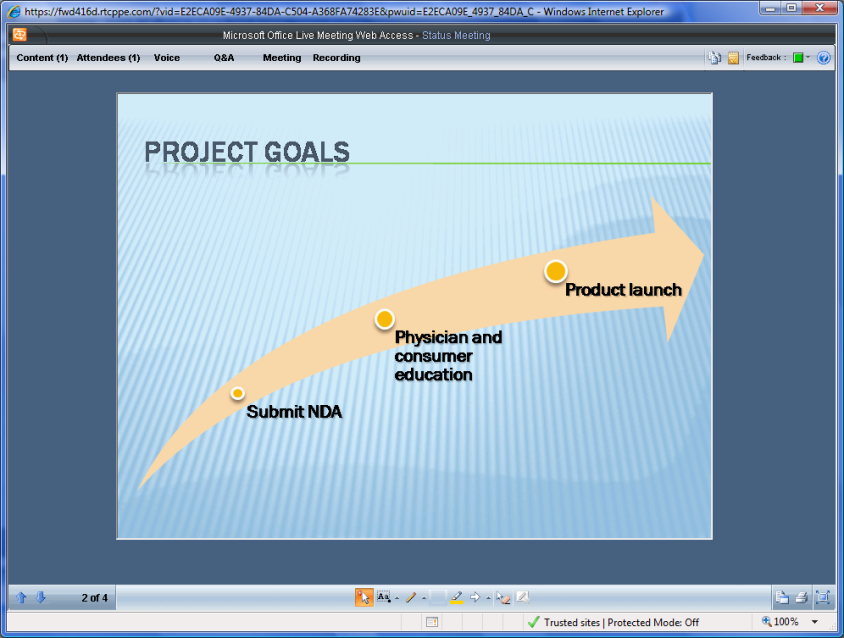 https://fwd416d.rtcppe.com/?vid=E2ECA09E-4937-84DA-C504-A368FA74283E&pwuid=E2ECA09E_4937_84DA_C - Windows Internet Explorer
Microsoft Office Live Meeting Web Access - Status Meeting
Content (1) Attendees (1) Voice Q&A Meeting Recording Feedback :
PROJECT GOALS
Product launch
Physician and
consumer
education
Submit NDA
2 of 4
Aa
Trusted sites | Protected Mode: Off 100%